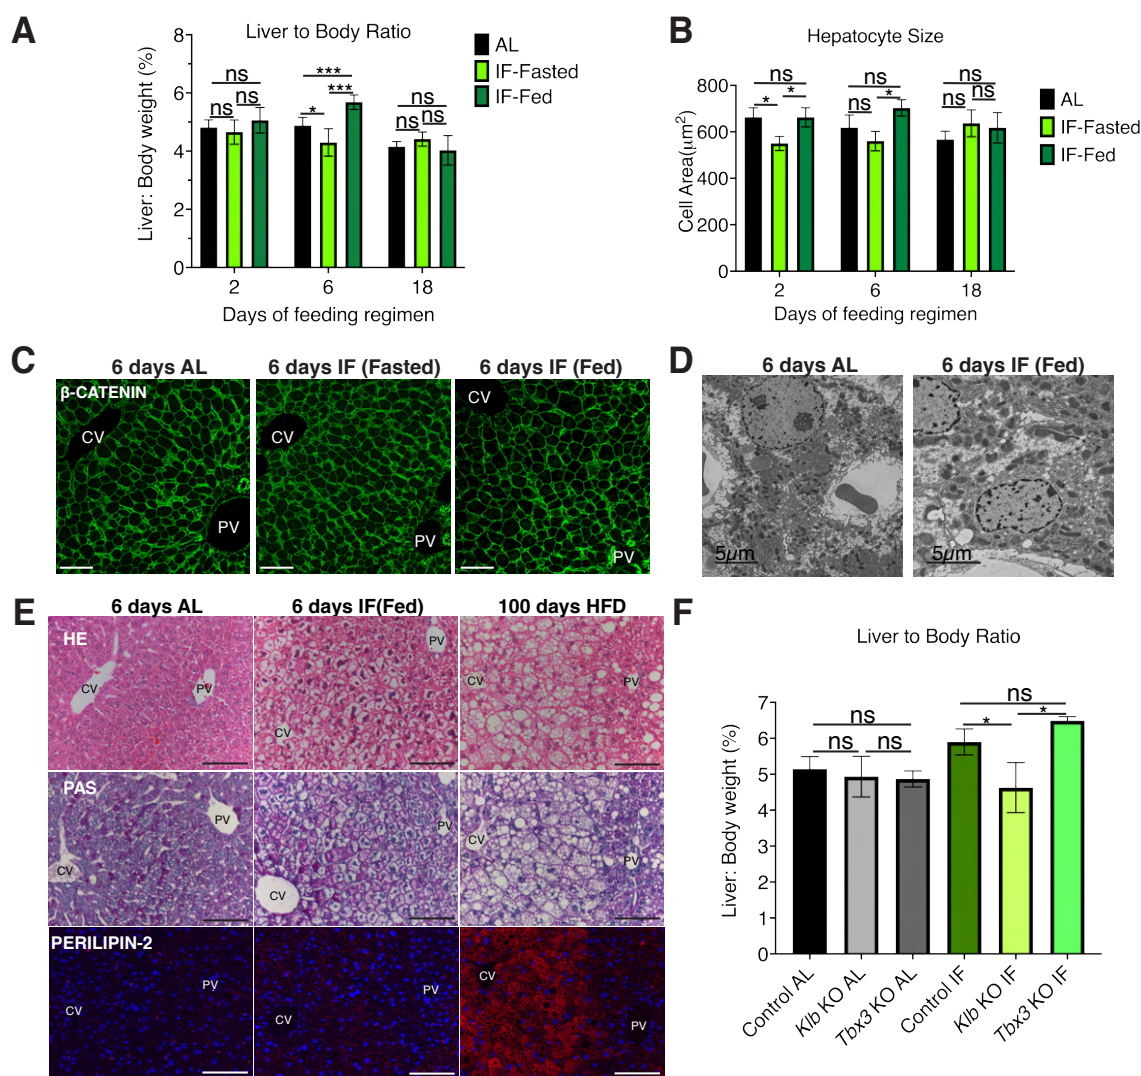 A
Liver to Body Ratio
Liver: Body weight (%)
8
6
4
2
0
ns
ns
ns
***
*
***
ns
ns
ns
2
6
18
Days of feeding regimen
AL
IF-Fasted
IF-Fed
B
Hepatocyte Size
Cell Area(µm²)
800
600
400
200
0
ns
*
*
ns
ns
*
ns
ns
ns
2
6
18
Days of feeding regimen
AL
IF-Fasted
IF-Fed
C
6 days AL
6 days IF (Fasted)
6 days IF (Fed)
β-CATENIN
CV
PV
CV
PV
CV
PV
D
6 days AL
6 days IF (Fed)
5µm
5µm
E
6 days AL
6 days IF(Fed)
100 days HFD
HE
CV
PV
CV
PV
CV
PV
PAS
CV
PV
CV
PV
CV
PV
PERILIPIN-2
CV
PV
CV
PV
CV
PV
F
Liver to Body Ratio
Liver: Body weight (%)
7
6
5
4
3
2
1
0
ns
ns
ns
ns
*
*
Control AL
Klb KO AL
Tbx3 KO AL
Control IF
Klb KO IF
Tbx3 KO IF